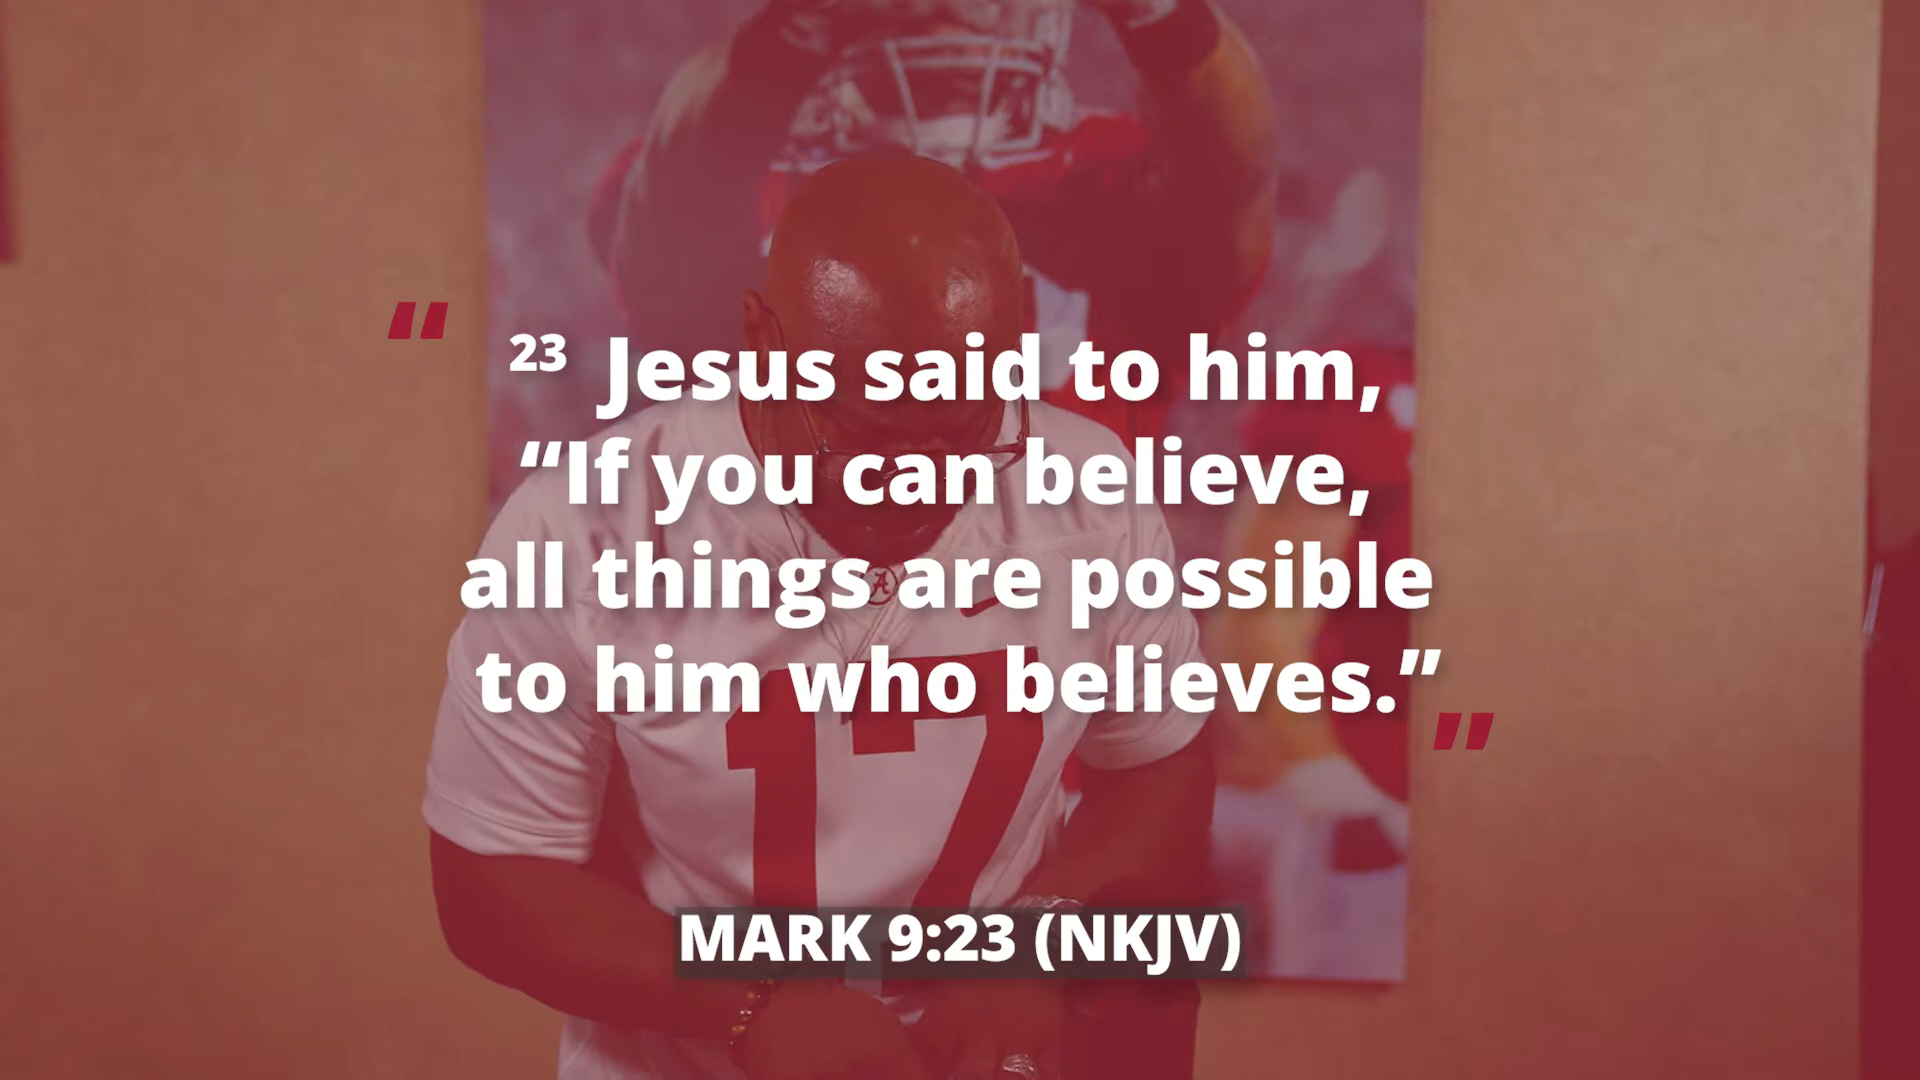 "
23 Jesus said to him,
“If you can believe,
all things are possible
to him who believes.”
"
A
17
MARK 9:23 (NKJV)